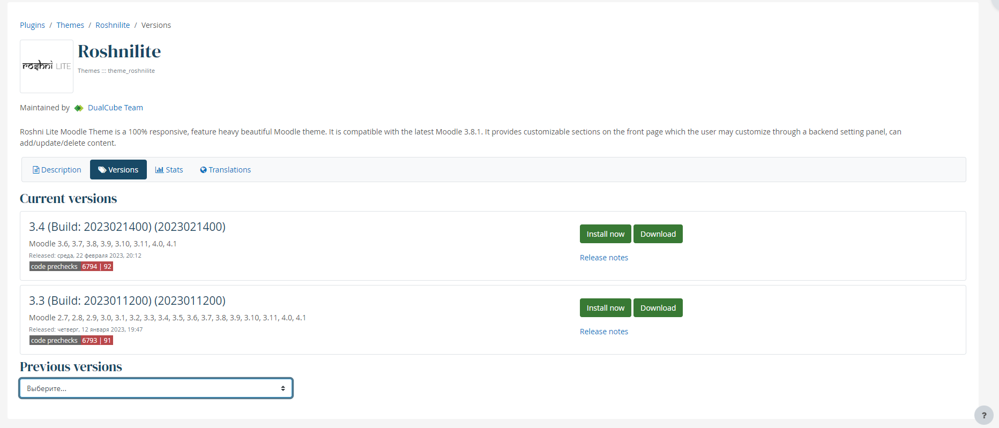 Plugins / Themes / Roshnilite / Versions
roshni LITE
Roshnilite
Themes ::: theme_roshnilite
Maintained by DualCube Team
Roshni Lite Moodle Theme is a 100% responsive, feature heavy beautiful Moodle theme. It is compatible with the latest Moodle 3.8.1. It provides customizable sections on the front page which the user may customize through a backend setting panel, can
add/update/delete content.
Description Versions Stats Translations
Current versions
3.4 (Build: 2023021400) (2023021400)
Moodle 3.6, 3.7, 3.8, 3.9, 3.10, 3.11, 4.0, 4.1
Released: среда, 22 февраля 2023, 20:12
code prechecks 6794 | 92
Install now Download
Release notes
3.3 (Build: 2023011200) (2023011200)
Moodle 2.7, 2.8, 2.9, 3.0, 3.1, 3.2, 3.3, 3.4, 3.5, 3.6, 3.7, 3.8, 3.9, 3.10, 3.11, 4.0, 4.1
Released: четверг, 12 января 2023, 19:47
code prechecks 6793 | 91
Install now Download
Release notes
Previous versions
Выберите...
?